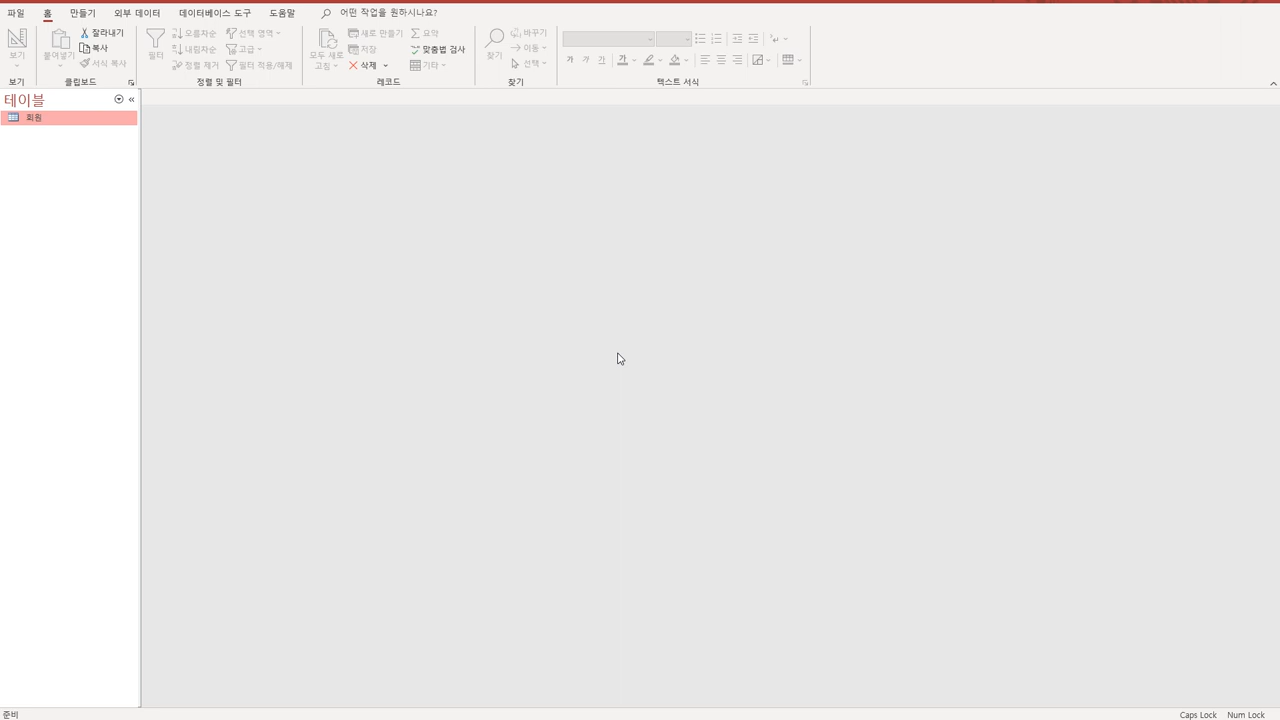 파일 홈 만들기 외부 데이터 데이터베이스 도구 도움말 어떤 작업을 원하시나요?
잘라내기 오름차순 선택 영역 새로 만들기 요약 바꾸기
보기 붙여넣기 복사 필터 내림차순 고급 모두 새로 고침 저장 맞춤법 검사 찾기 이동
서식 복사 정렬 제거 필터 적용/해제 삭제 기타 선택 가 가 가 가
보기 클립보드 정렬 및 필터 레코드 찾기 텍스트 서식
테이블
회원
준비 Caps Lock Num Lock